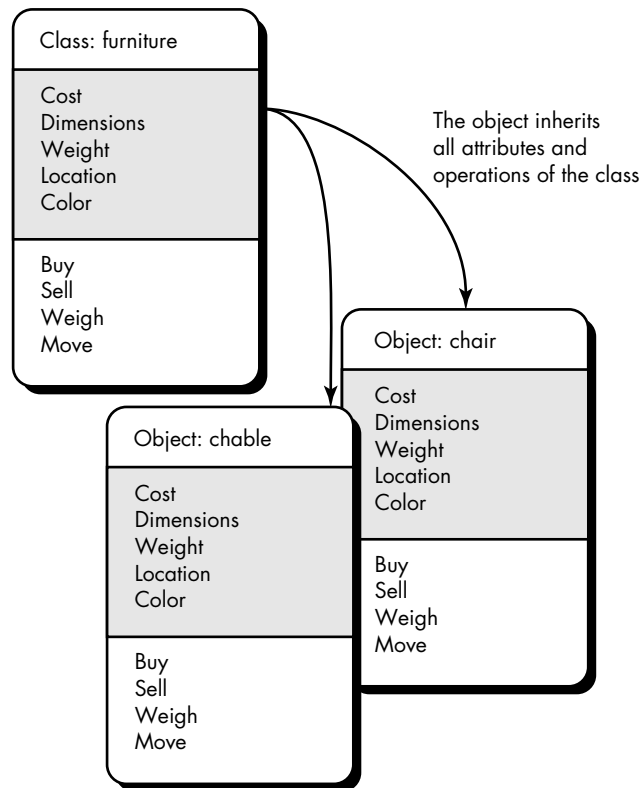 Class: furniture
Cost
Dimensions
Weight
Location
Color
Buy
Sell
Weigh
Move
The object inherits
all attributes and
operations of the class
Object: chair
Cost
Dimensions
Weight
Location
Color
Buy
Sell
Weigh
Move
Object: chable
Cost
Dimensions
Weight
Location
Color
Buy
Sell
Weigh
Move